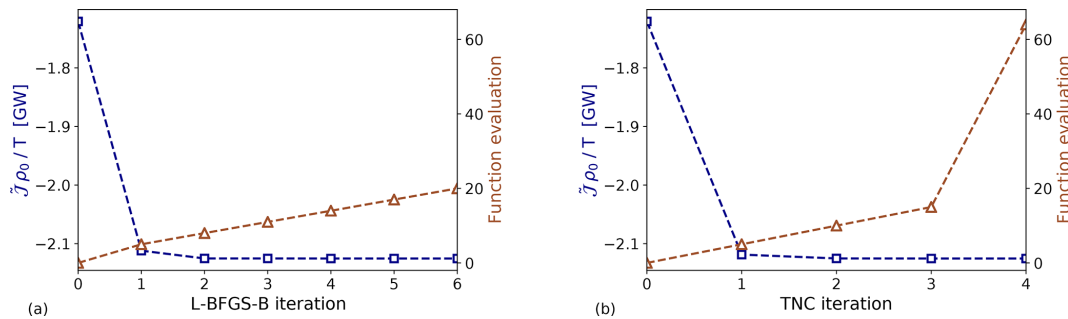 −1.8
−1.9
−2.0
−2.1
𝒥̃ ρ₀ / T [GW]
60
40
20
0
Function evaluation
0 1 2 3 4 5 6
L-BFGS-B iteration
(a)
−1.8
−1.9
−2.0
−2.1
𝒥̃ ρ₀ / T [GW]
60
40
20
0
Function evaluation
0 1 2 3 4
TNC iteration
(b)